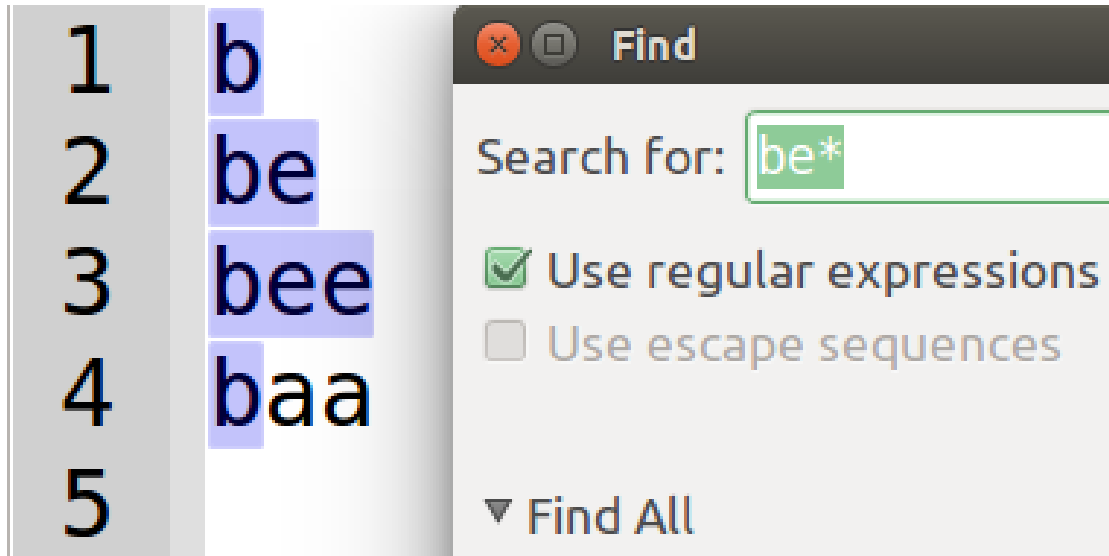 1 b
2 be
3 bee
4 baa
5
Find
Search for: be*
Use regular expressions
Use escape sequences
Find All